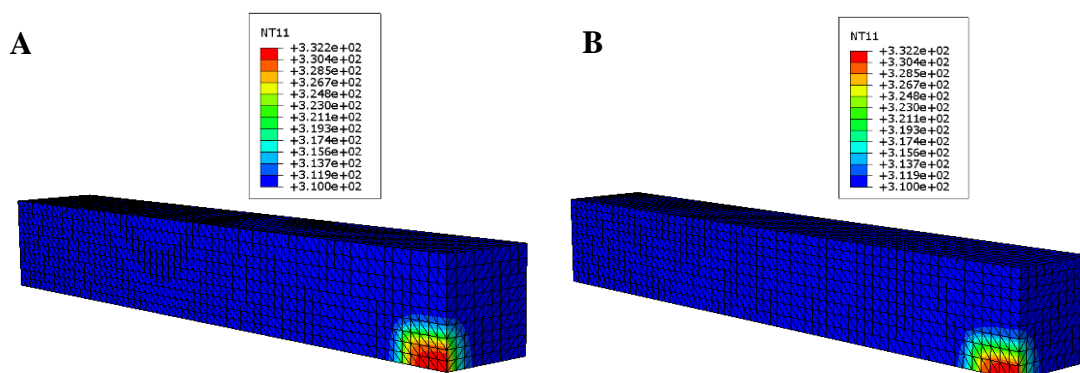 A
NT11
+3.322e+02
+3.304e+02
+3.285e+02
+3.267e+02
+3.248e+02
+3.230e+02
+3.211e+02
+3.193e+02
+3.174e+02
+3.156e+02
+3.137e+02
+3.119e+02
+3.100e+02
B
NT11
+3.322e+02
+3.304e+02
+3.285e+02
+3.267e+02
+3.248e+02
+3.230e+02
+3.211e+02
+3.193e+02
+3.174e+02
+3.156e+02
+3.137e+02
+3.119e+02
+3.100e+02